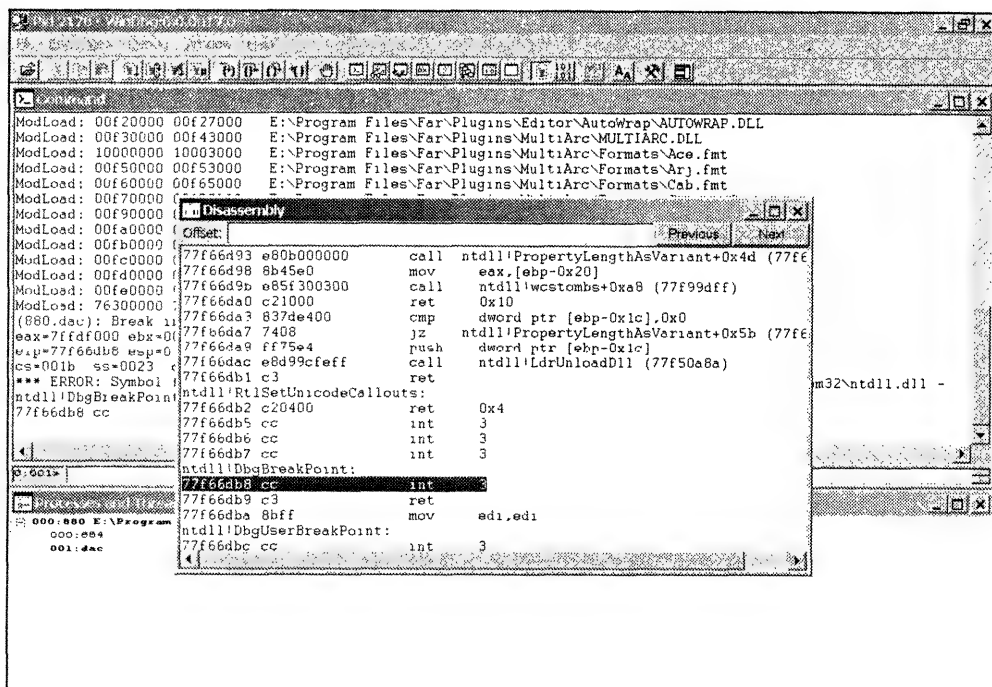 Command
ModLoad: 00f20000 00f27000 E:\Program Files\Far\Plugins\Editor\AutoWrap\AUTOWRAP.DLL
ModLoad: 00f30000 00f43000 E:\Program Files\Far\Plugins\MultiArc\MULTIARC.DLL
ModLoad: 10000000 10003000 E:\Program Files\Far\Plugins\MultiArc\Formats\Ace.fmt
ModLoad: 00f50000 00f53000 E:\Program Files\Far\Plugins\MultiArc\Formats\Arj.fmt
ModLoad: 00f60000 00f65000 E:\Program Files\Far\Plugins\MultiArc\Formats\Cab.fmt
ModLoad: 00f70000
ModLoad: 00f90000
ModLoad: 00fa0000
ModLoad: 00fb0000
ModLoad: 00fc0000
ModLoad: 00fd0000
ModLoad: 00fe0000
ModLoad: 76300000
(880.dac): Break
eax=7ffdf000 ebx=00
eip=77f66db8 esp=0
cs=001b ss=0023
*** ERROR: Symbol m32\ntdll.dll -
ntdll!DbgBreakPoint
77f66db8 cc
0:001>
Disassembly
Offset: Previous Next
77f66d93 e80b000000 call ntdll!PropertyLengthAsVariant+0x4d (77f6
77f66d98 8b45e0 mov eax,[ebp-0x20]
77f66d9b e85f300300 call ntdll!wcstombs+0xa8 (77f99dff)
77f66da0 c21000 ret 0x10
77f66da3 837de400 cmp dword ptr [ebp-0x1c],0x0
77f66da7 7408 jz ntdll!PropertyLengthAsVariant+0x5b (77f6
77f66da9 ff75e4 push dword ptr [ebp-0x1c]
77f66dac e8d99cfeff call ntdll!LdrUnloadDll (77f50a8a)
77f66db1 c3 ret
ntdll!RtlSetUnicodeCallouts:
77f66db2 c20400 ret 0x4
77f66db5 cc int 3
77f66db6 cc int 3
77f66db7 cc int 3
ntdll!DbgBreakPoint:
77f66db8 cc int 3
77f66db9 c3 ret
77f66dba 8bff mov edi,edi
ntdll!DbgUserBreakPoint:
77f66dbc cc int 3
000:880 E:\Program
000:884
001:dac